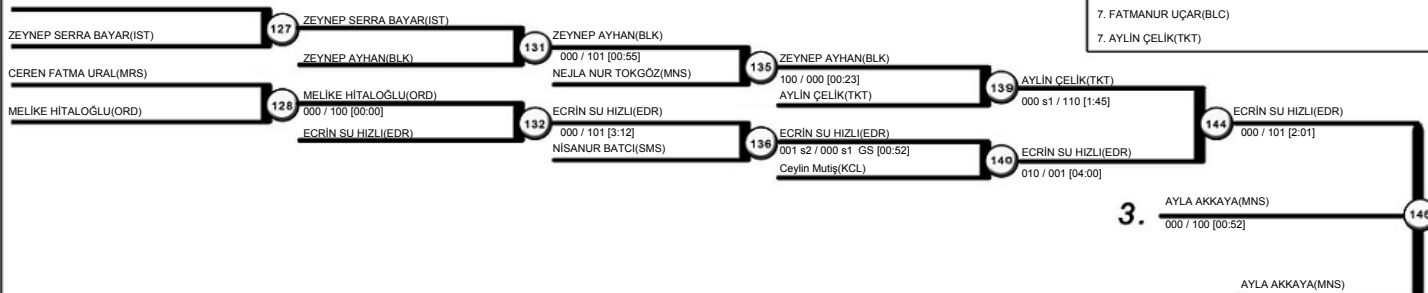 7. FATMANUR UÇAR(BLC)
7. AYLİN ÇELİK(TKT)
ZEYNEP SERRA BAYAR(IST)
127
ZEYNEP SERRA BAYAR(IST)
ZEYNEP AYHAN(BLK)
131
ZEYNEP AYHAN(BLK)
000 / 101 [00:55]
NEJLA NUR TOKGÖZ(MNS)
135
ZEYNEP AYHAN(BLK)
100 / 000 [00:23]
AYLİN ÇELİK(TKT)
139
AYLİN ÇELİK(TKT)
000 s1 / 110 [1:45]
144
ECRİN SU HIZLI(EDR)
000 / 101 [2:01]
CEREN FATMA URAL(MRS)
MELİKE HİTALOĞLU(ORD)
128
MELİKE HİTALOĞLU(ORD)
000 / 100 [00:00]
ECRİN SU HIZLI(EDR)
132
ECRİN SU HIZLI(EDR)
000 / 101 [3:12]
NİSANUR BATCI(SMS)
136
ECRİN SU HIZLI(EDR)
001 s2 / 000 s1 GS [00:52]
Ceylin Mutiş(KCL)
140
ECRİN SU HIZLI(EDR)
010 / 001 [04:00]
3.
AYLA AKKAYA(MNS)
000 / 100 [00:52]
146
AYLA AKKAYA(MNS)